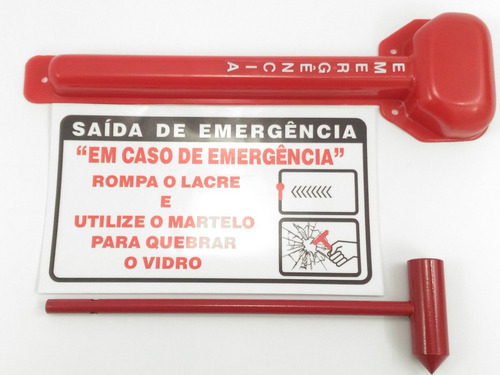 EMERGÊNCIA
SAÍDA DE EMERGÊNCIA
“EM CASO DE EMERGÊNCIA”
ROMPA O LACRE
E
UTILIZE O MARTELO
PARA QUEBRAR
O VIDRO